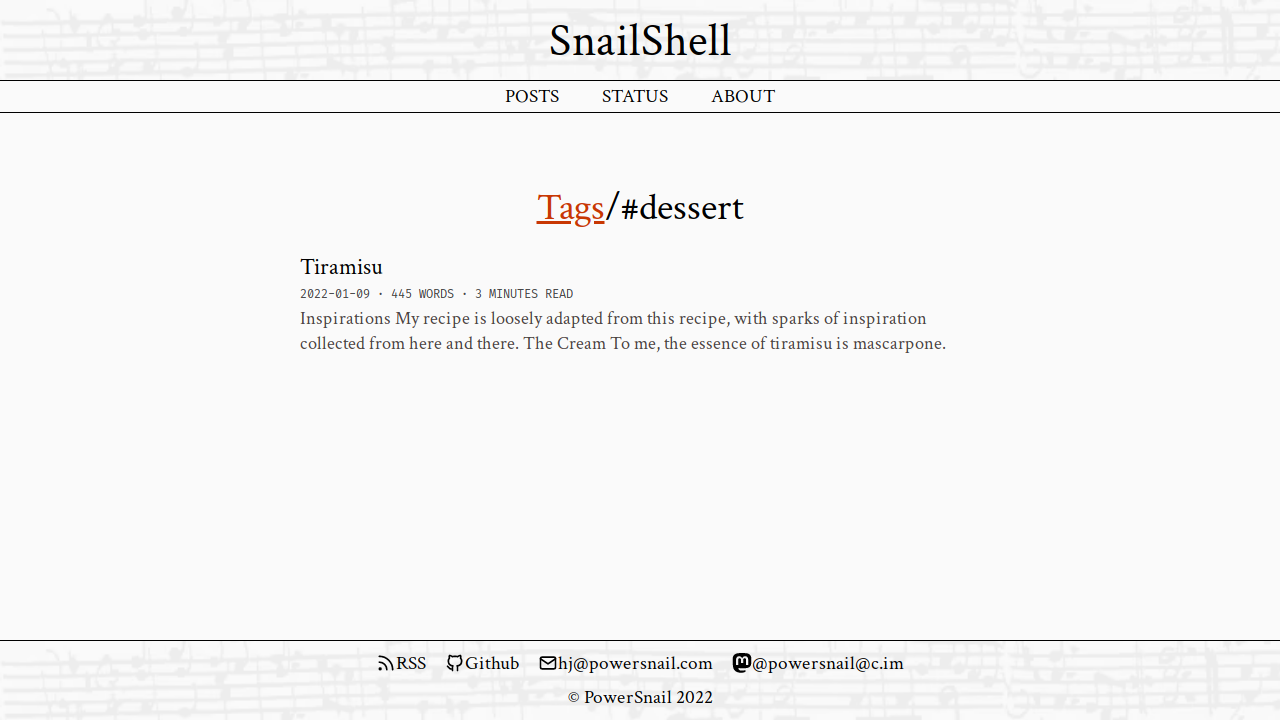 SnailShell
POSTS STATUS ABOUT
Tags/#dessert
Tiramisu
2022-01-09 · 445 WORDS · 3 MINUTES READ
Inspirations My recipe is loosely adapted from this recipe, with sparks of inspiration
collected from here and there. The Cream To me, the essence of tiramisu is mascarpone.
RSS Github hj@powersnail.com @powersnail@c.im
© PowerSnail 2022